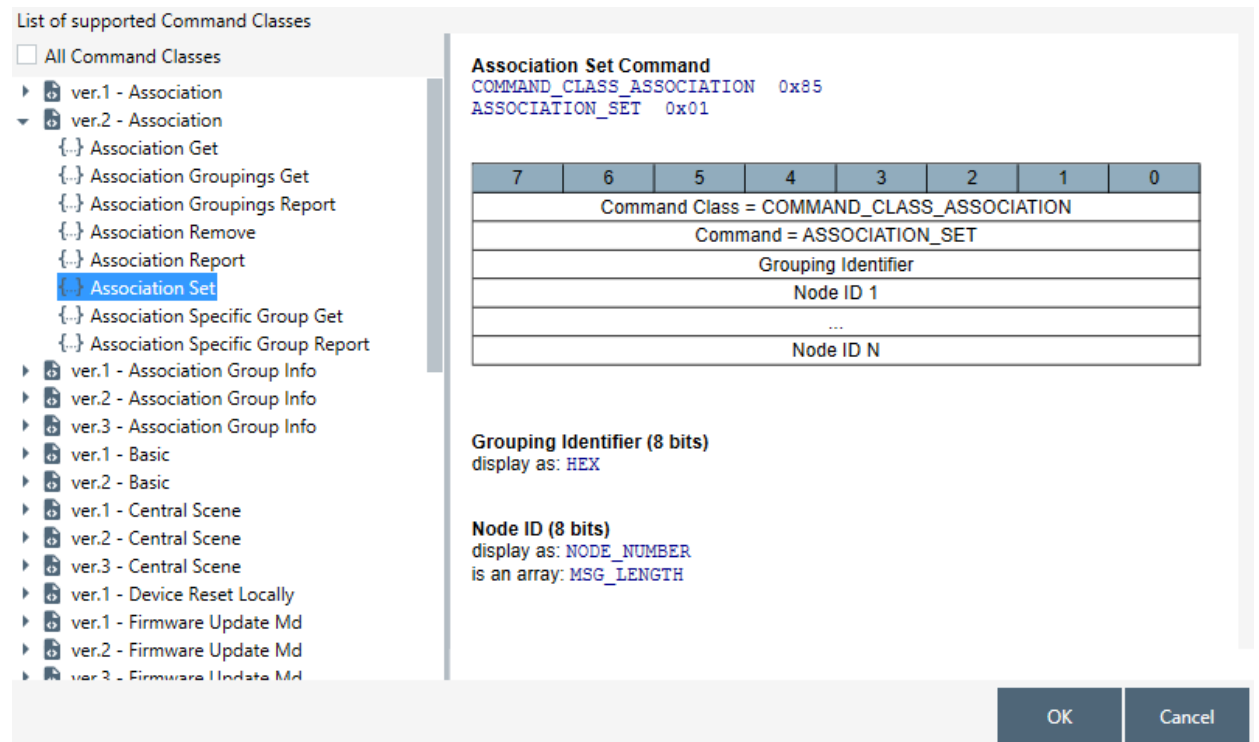 List of supported Command Classes
All Command Classes
ver.1 - Association
ver.2 - Association
{...} Association Get
{...} Association Groupings Get
{...} Association Groupings Report
{...} Association Remove
{...} Association Report
{...} Association Set
{...} Association Specific Group Get
{...} Association Specific Group Report
ver.1 - Association Group Info
ver.2 - Association Group Info
ver.3 - Association Group Info
ver.1 - Basic
ver.2 - Basic
ver.1 - Central Scene
ver.2 - Central Scene
ver.3 - Central Scene
ver.1 - Device Reset Locally
ver.1 - Firmware Update Md
ver.2 - Firmware Update Md
ver.3 - Firmware Update Md
Association Set Command
COMMAND_CLASS_ASSOCIATION 0x85
ASSOCIATION_SET 0x01
7 6 5 4 3 2 1 0
Command Class = COMMAND_CLASS_ASSOCIATION
Command = ASSOCIATION_SET
Grouping Identifier
Node ID 1
...
Node ID N
Grouping Identifier (8 bits)
display as: HEX
Node ID (8 bits)
display as: NODE_NUMBER
is an array: MSG_LENGTH
OK Cancel